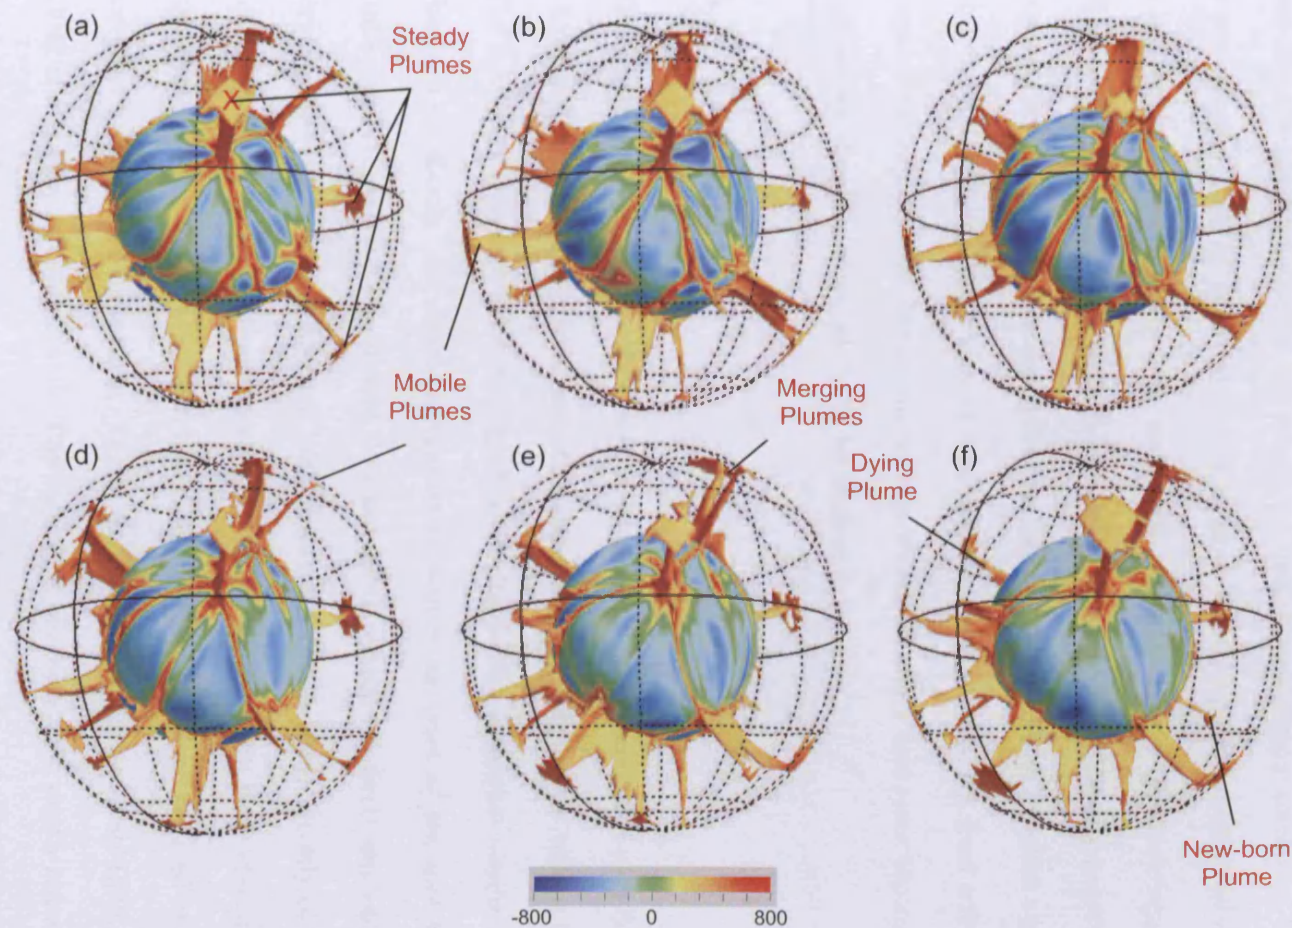 (a)
Steady
Plumes
(b)
(c)
X
Mobile
Plumes
Merging
Plumes
(d)
(e)
Dying
Plume
(f)
New-born
Plume
-800
0
800